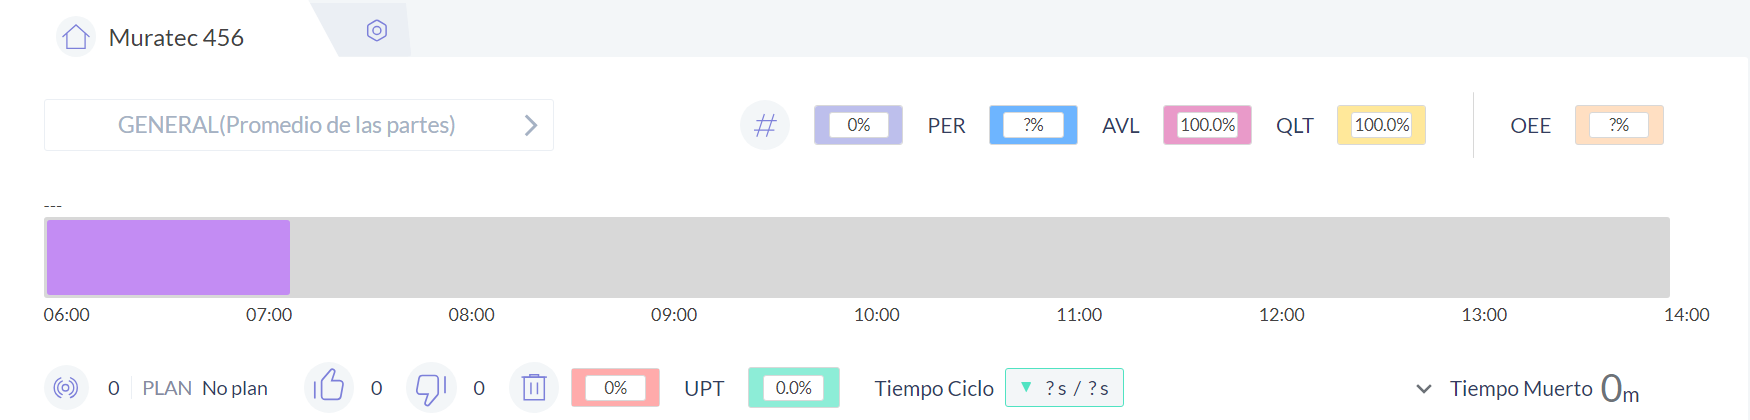 Muratec 456
GENERAL(Promedio de las partes)
# 0% PER ?% AVL 100.0% QLT 100.0% OEE ?%
---
06:00 07:00 08:00 09:00 10:00 11:00 12:00 13:00 14:00
0 PLAN No plan 0 0 0% UPT 0.0% Tiempo Ciclo ▼ ? s / ? s Tiempo Muerto 0m